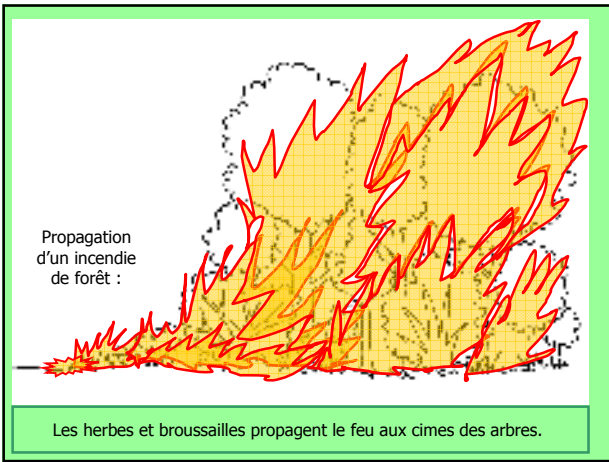 Propagation
d'un incendie
de forêt :
Les herbes et broussailles propagent le feu aux cimes des arbres.